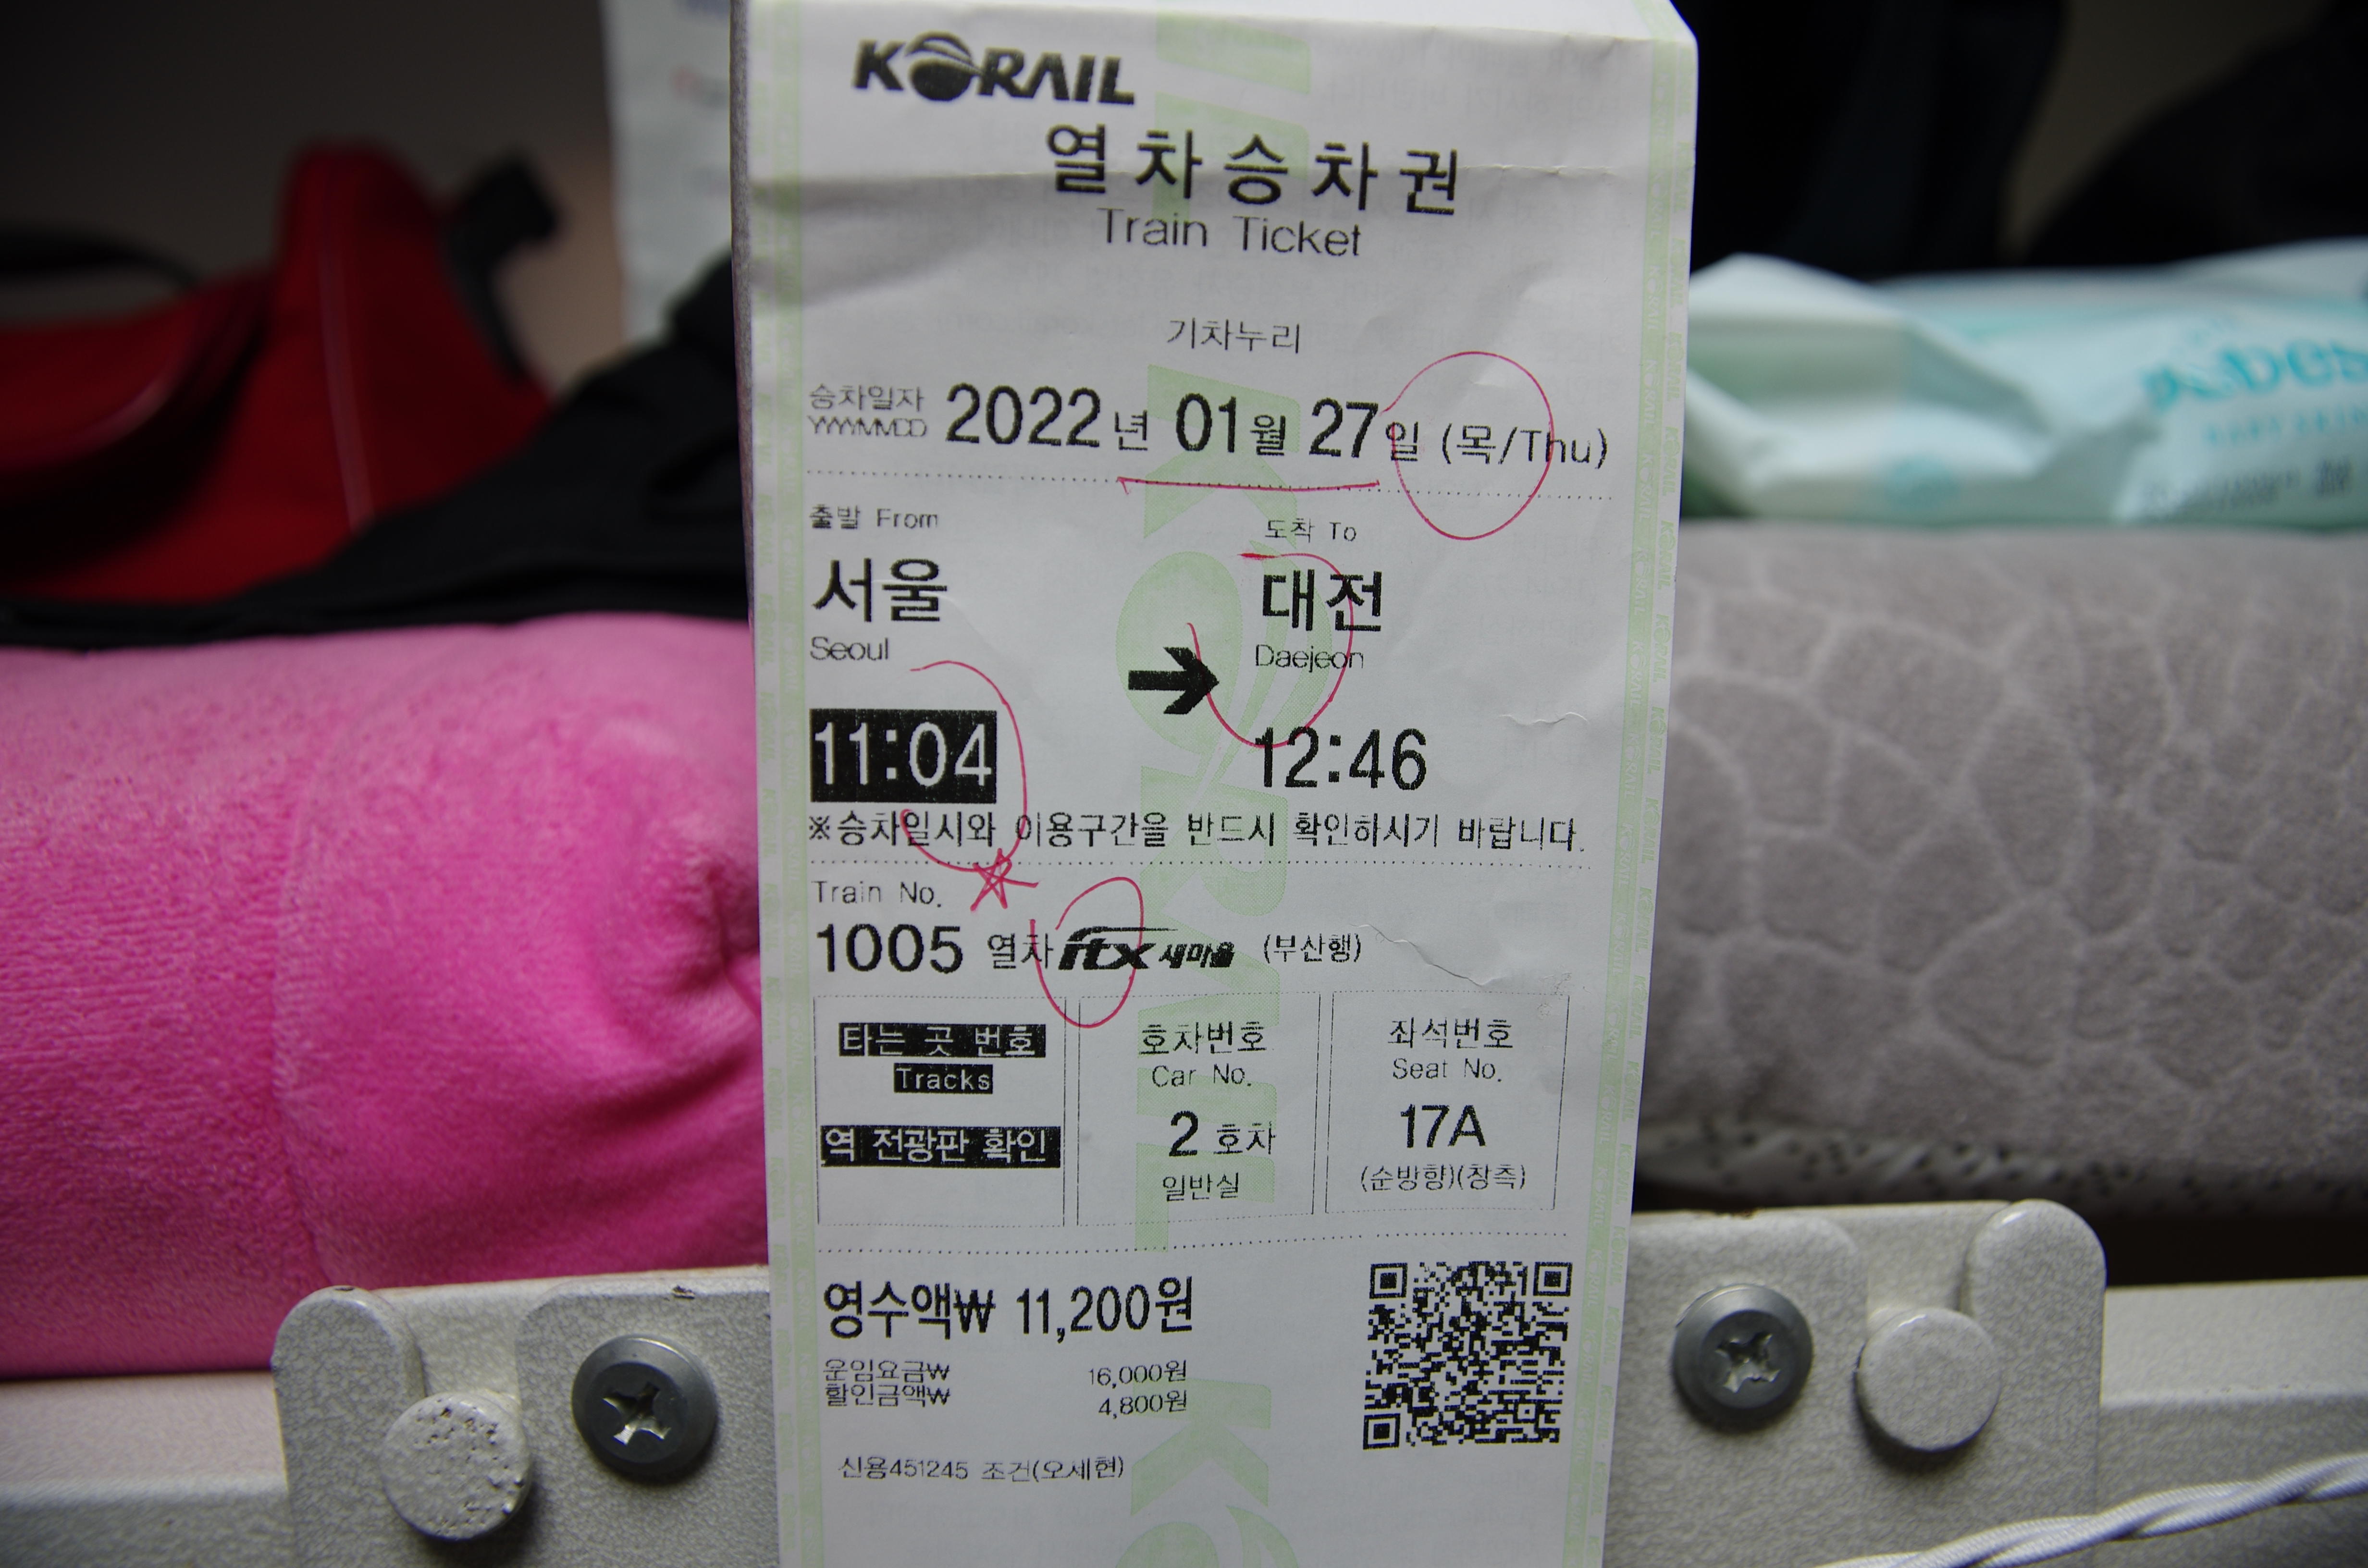 KORAIL
열차승차권
Train Ticket
기차누리
승차일자
YYYYMMDD
2022년 01월 27일 (목/Thu)
출발 From
도착 To
서울
대전
Seoul
Daejeon
11:04
12:46
※승차일시와 이용구간을 반드시 확인하시기 바랍니다.
Train No.
1005 열차 itx 새마을 (부산행)
타는 곳 번호
Tracks
역 전광판 확인
호차번호
Car No.
2 호차
일반실
좌석번호
Seat No.
17A
(순방향)(창측)
영수액₩ 11,200원
운임요금₩ 16,000원
할인금액₩ 4,800원
신용451245 조건(오세현)